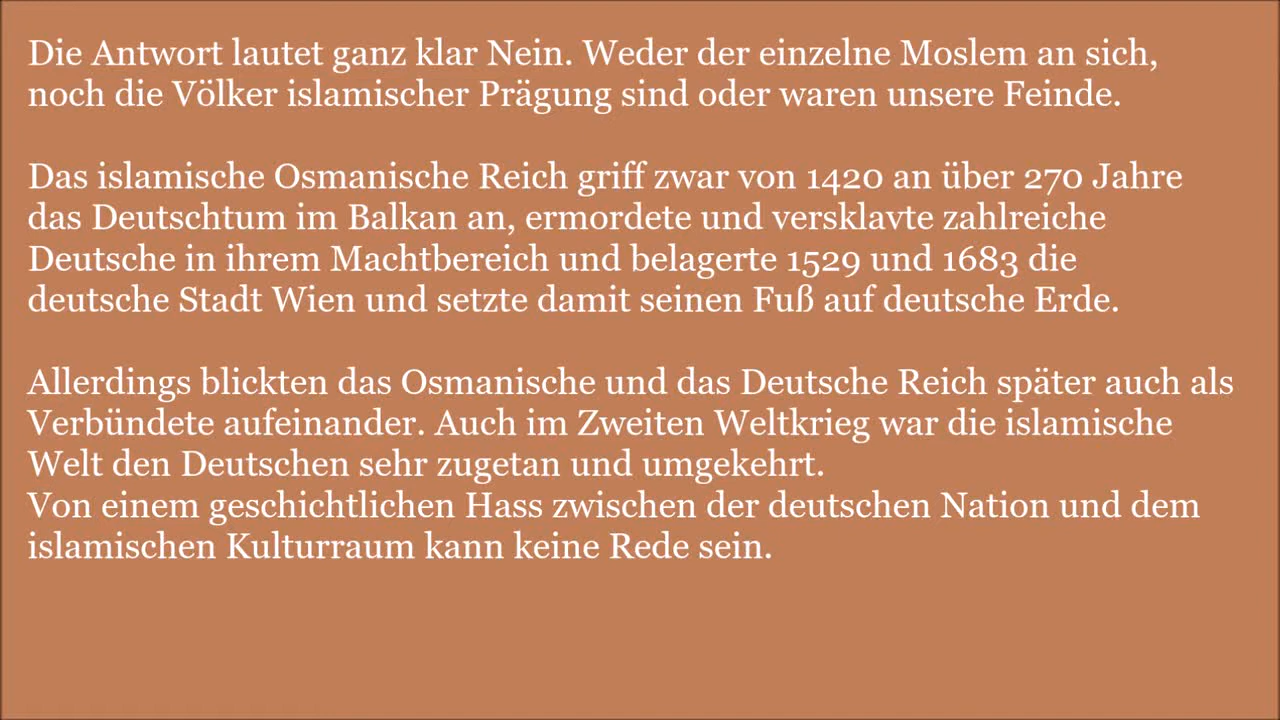 Die Antwort lautet ganz klar Nein. Weder der einzelne Moslem an sich,
noch die Völker islamischer Prägung sind oder waren unsere Feinde.
Das islamische Osmanische Reich griff zwar von 1420 an über 270 Jahre
das Deutschtum im Balkan an, ermordete und versklavte zahlreiche
Deutsche in ihrem Machtbereich und belagerte 1529 und 1683 die
deutsche Stadt Wien und setzte damit seinen Fuß auf deutsche Erde.
Allerdings blickten das Osmanische und das Deutsche Reich später auch als
Verbündete aufeinander. Auch im Zweiten Weltkrieg war die islamische
Welt den Deutschen sehr zugetan und umgekehrt.
Von einem geschichtlichen Hass zwischen der deutschen Nation und dem
islamischen Kulturraum kann keine Rede sein.